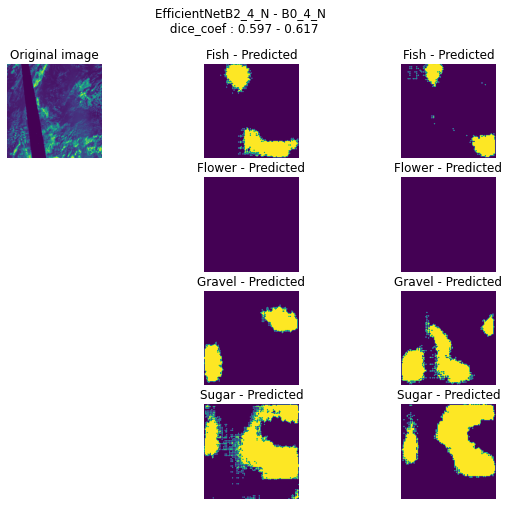 EfficientNetB2_4_N - B0_4_N
dice_coef : 0.597 - 0.617
Original image
Fish - Predicted
Fish - Predicted
Flower - Predicted
Flower - Predicted
Gravel - Predicted
Gravel - Predicted
Sugar - Predicted
Sugar - Predicted